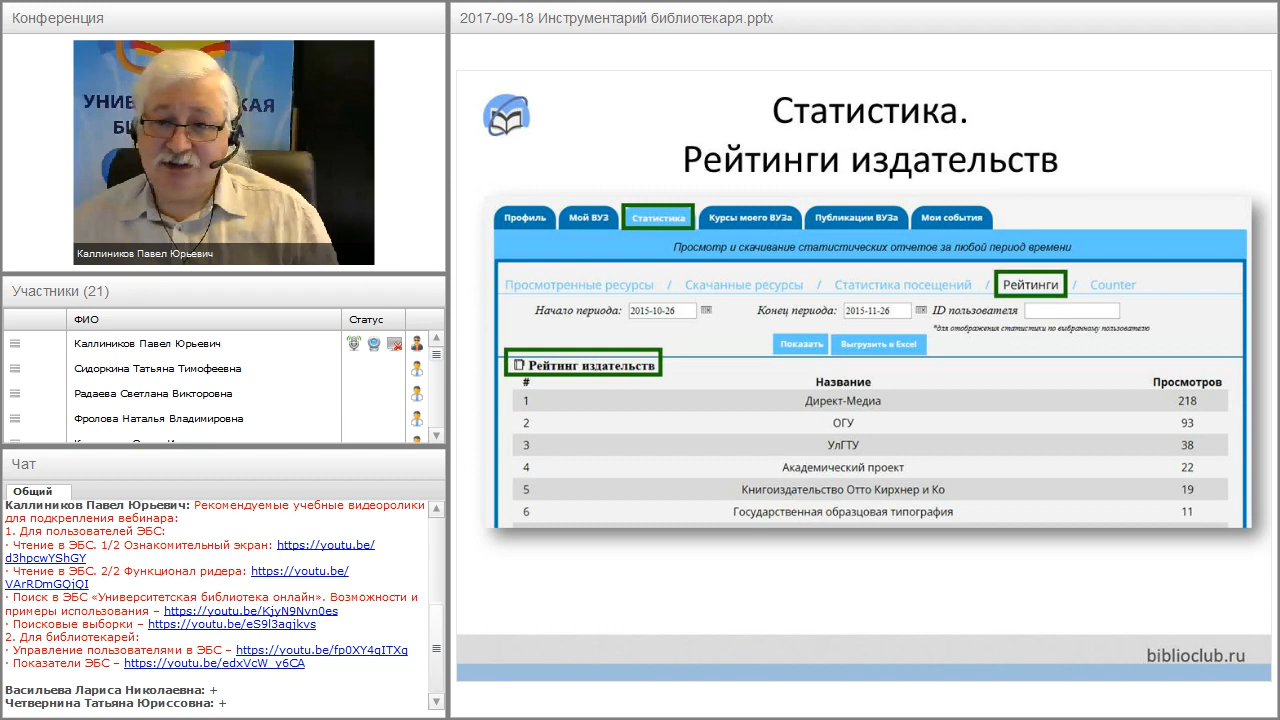 Конференция
УНИВЕ
СКАЯ
Каллиников Павел Юрьевич
Участники (21)
ФИО
Статус
Каллиников Павел Юрьевич
Сидоркина Татьяна Тимофеевна
Радаева Светлана Викторовна
Фролова Наталья Владимировна
Чат
Общий
Каллиников Павел Юрьевич: Рекомендуемые учебные видеоролики
для подкрепления вебинара:
1. Для пользователей ЭБС:
· Чтение в ЭБС. 1/2 Ознакомительный экран: https://youtu.be/
d3hpcwYShGY
· Чтение в ЭБС. 2/2 Функционал ридера: https://youtu.be/
VArRDmGQjQI
· Поиск в ЭБС «Университетская библиотека онлайн». Возможности и
примеры использования – https://youtu.be/KjyN9Nvn0es
· Поисковые выборки – https://youtu.be/eS9l3aqjkvs
2. Для библиотекарей:
· Управление пользователями в ЭБС – https://youtu.be/fp0XY4qITXg
· Показатели ЭБС – https://youtu.be/edxVcW_y6CA
Васильева Лариса Николаевна: +
Четвернина Татьяна Юриссовна: +
2017-09-18 Инструментарий библиотекаря.pptx
Статистика.
Рейтинги издательств
Профиль Мой ВУЗ Статистика Курсы моего ВУЗа Публикации ВУЗа Мои события
Просмотр и скачивание статистических отчетов за любой период времени
Просмотренные ресурсы / Скачанные ресурсы / Статистика посещений / Рейтинги / Counter
Начало периода: 2015-10-26 Конец периода: 2015-11-26 ID пользователя
*для отображения статистики по выбранному пользователю
Показать Выгрузить в Excel
Рейтинг издательств
# Название Просмотров
1 Директ-Медиа 218
2 ОГУ 93
3 УлГТУ 38
4 Академический проект 22
5 Книгоиздательство Отто Кирхнер и Ко 19
6 Государственная образцовая типография 11
biblioclub.ru